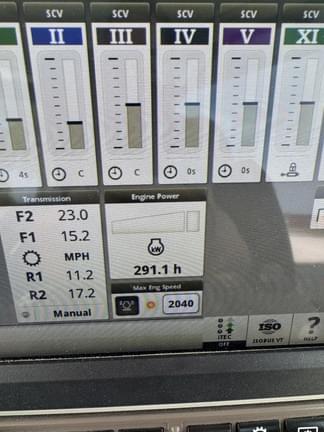 SCV SCV SCV SCV SCV
II III IV V XI
4s C C 0s 0s
Transmission
F2 23.0
F1 15.2
MPH
R1 11.2
R2 17.2
Manual
Engine Power
kW
291.1 h
Max Eng Speed
2040
iTEC
OFF
ISO
ISOBUS VT
?
HELP